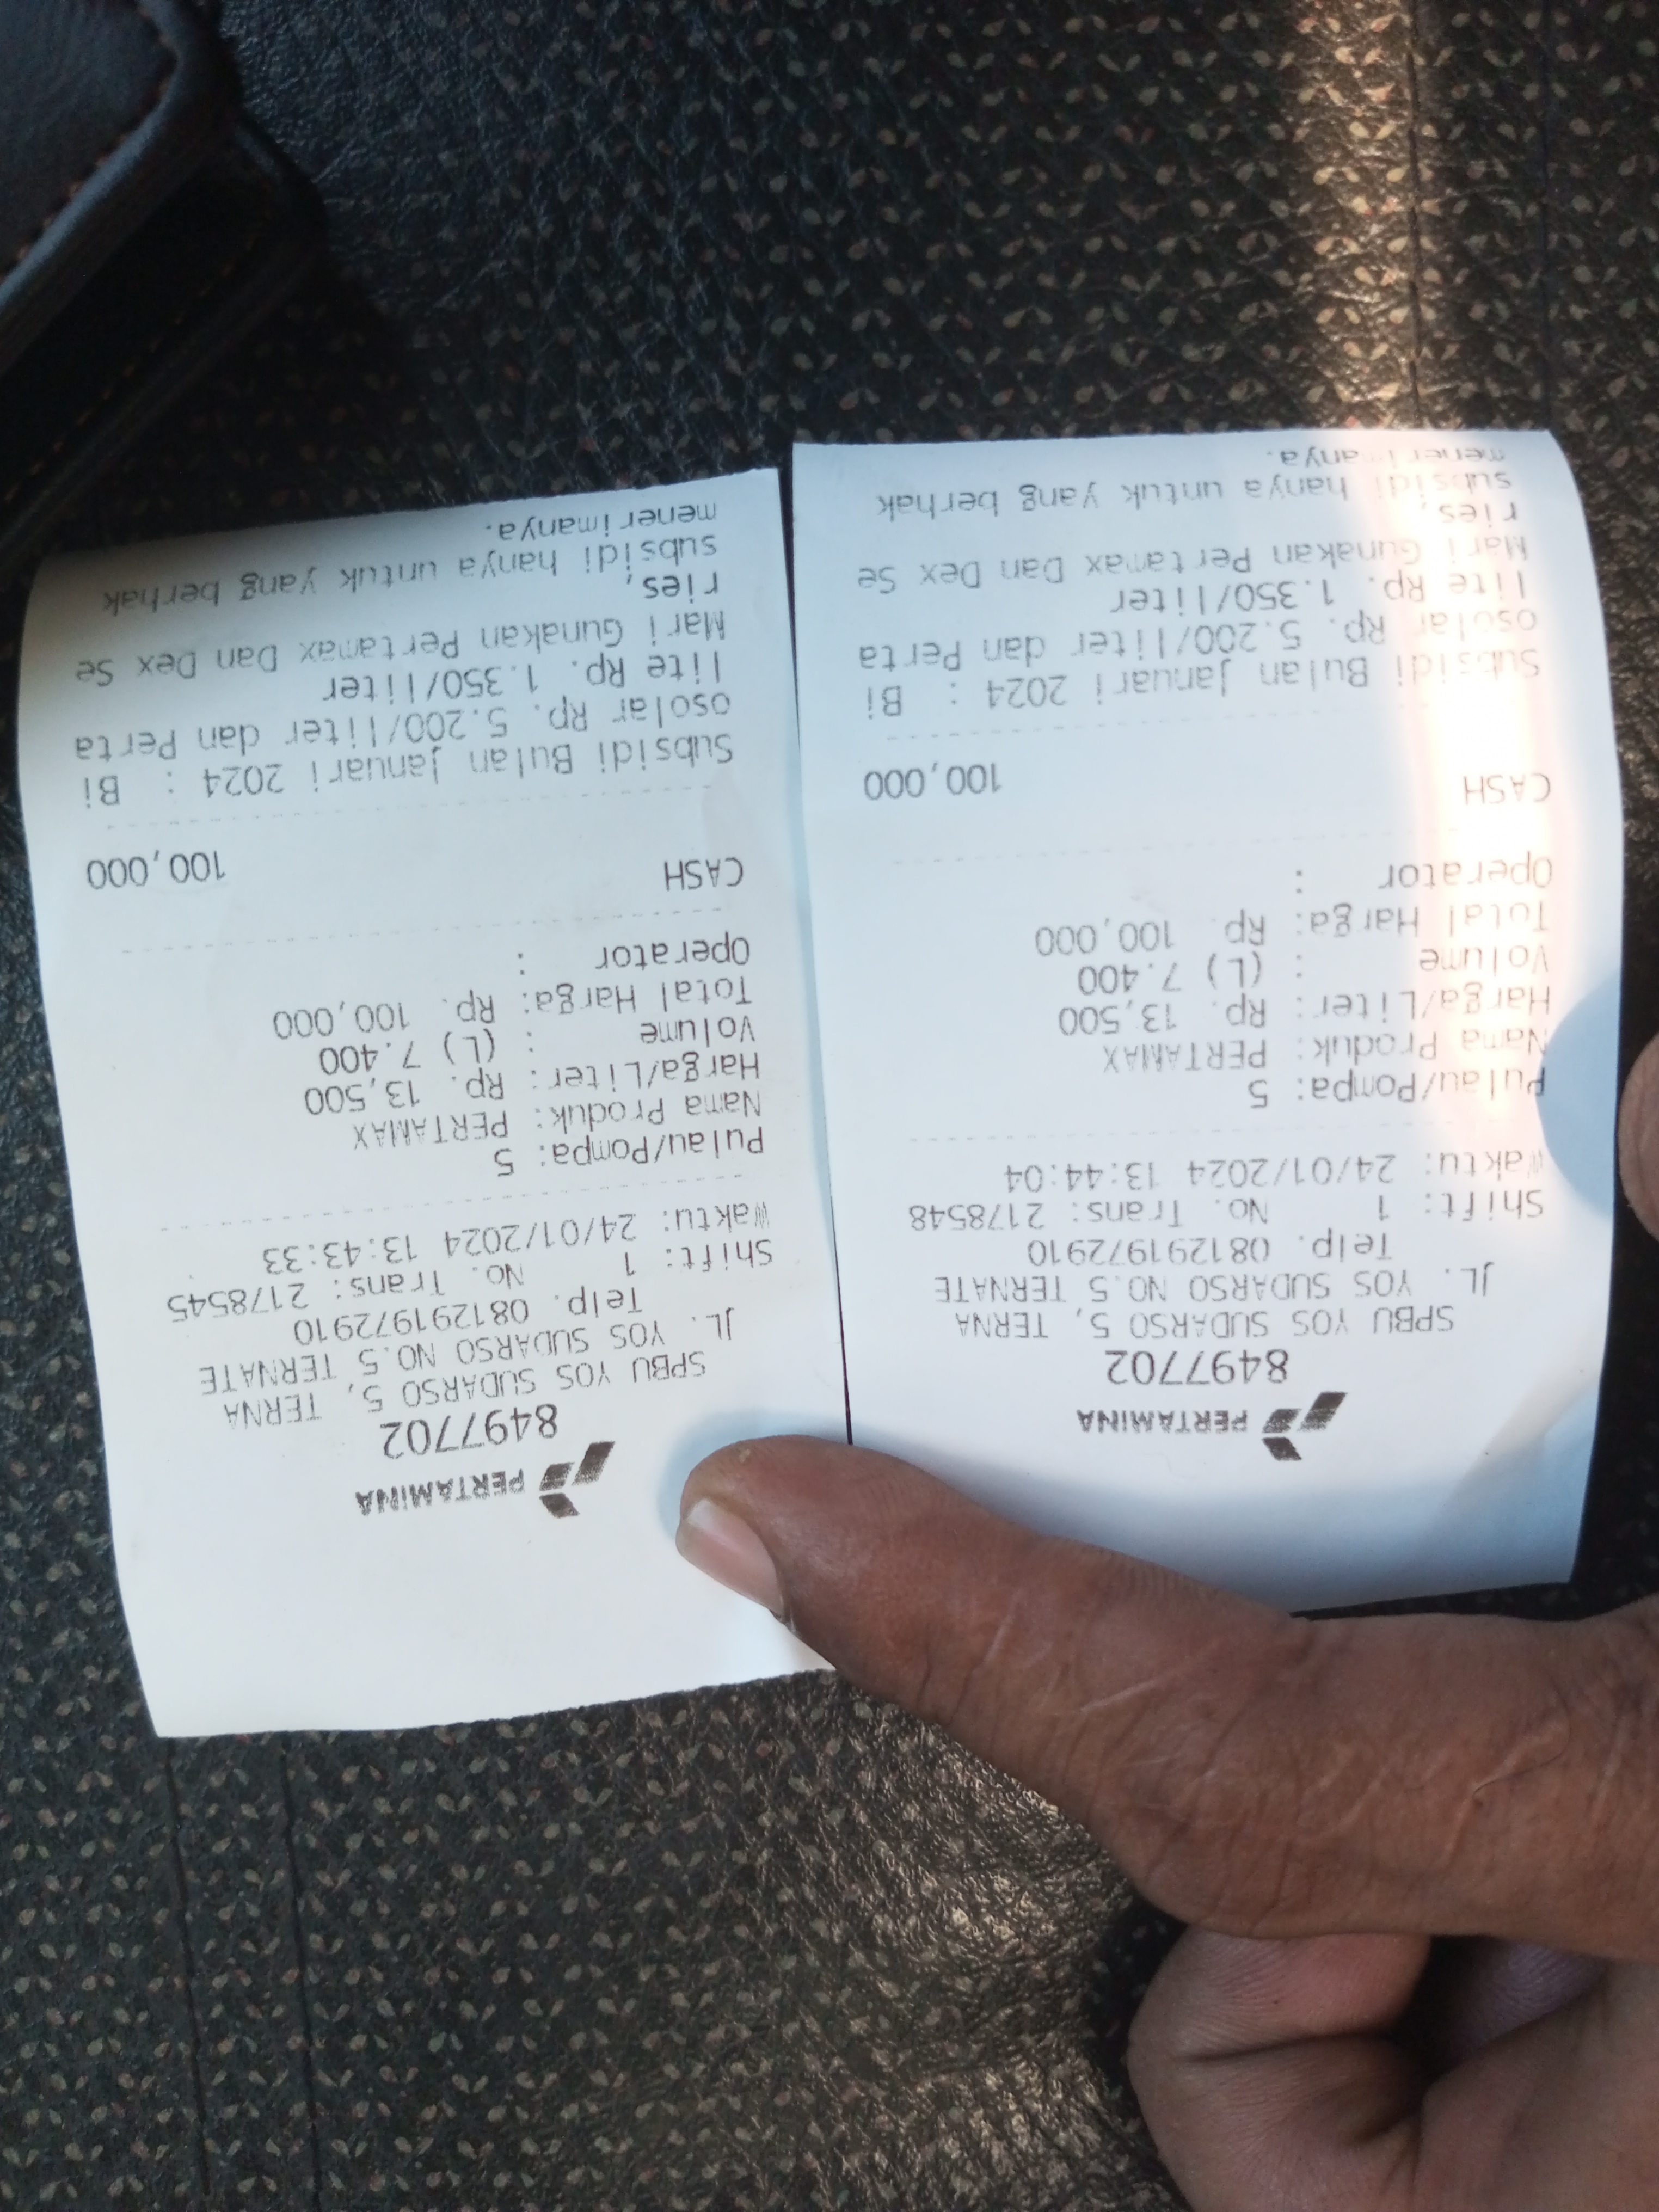 PERTAMINA
8497702
SPBU YOS SUDARSO 5, TERNA
JL. YOS SUDARSO NO.5 TERNATE
Telp. 081291972910
Shift: 1 No. Trans: 2178548
Waktu: 24/01/2024 13:44:04
Pulau/Pompa: 5
Nama Produk: PERTAMAX
Harga/Liter: Rp. 13,500
Volume : (L) 7.400
Total Harga: Rp. 100,000
Operator :
CASH 100,000
Subsidi Bulan Januari 2024 : Bi
osolar Rp. 5.200/liter dan Perta
lite Rp. 1.350/liter
Mari Gunakan Pertamax Dan Dex Se
ries,
subsidi hanya untuk yang berhak
menerimanya.
PERTAMINA
8497702
SPBU YOS SUDARSO 5, TERNA
JL. YOS SUDARSO NO.5 TERNATE
Telp. 081291972910
Shift: 1 No. Trans: 2178545
Waktu: 24/01/2024 13:43:33
Pulau/Pompa: 5
Nama Produk: PERTAMAX
Harga/Liter: Rp. 13,500
Volume : (L) 7.400
Total Harga: Rp. 100,000
Operator :
CASH 100,000
Subsidi Bulan Januari 2024 : Bi
osolar Rp. 5.200/liter dan Perta
lite Rp. 1.350/liter
Mari Gunakan Pertamax Dan Dex Se
ries,
subsidi hanya untuk yang berhak
menerimanya.